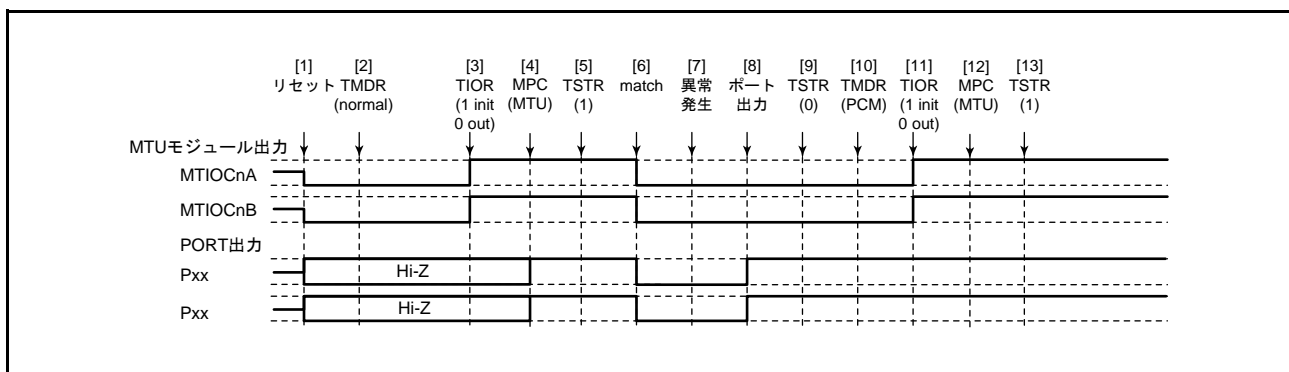 [1] [2] [3] [4] [5] [6] [7] [8] [9] [10] [11] [12] [13]
リセット TMDR TIOR MPC TSTR match 異常 ポート TSTR TMDR TIOR MPC TSTR
(normal) (1 init (MTU) (1) 発生 出力 (0) (PCM) (1 init (MTU) (1)
0 out) 0 out)
MTUモジュール出力
MTIOCnA
MTIOCnB
PORT出力
Pxx Hi-Z
Pxx Hi-Z